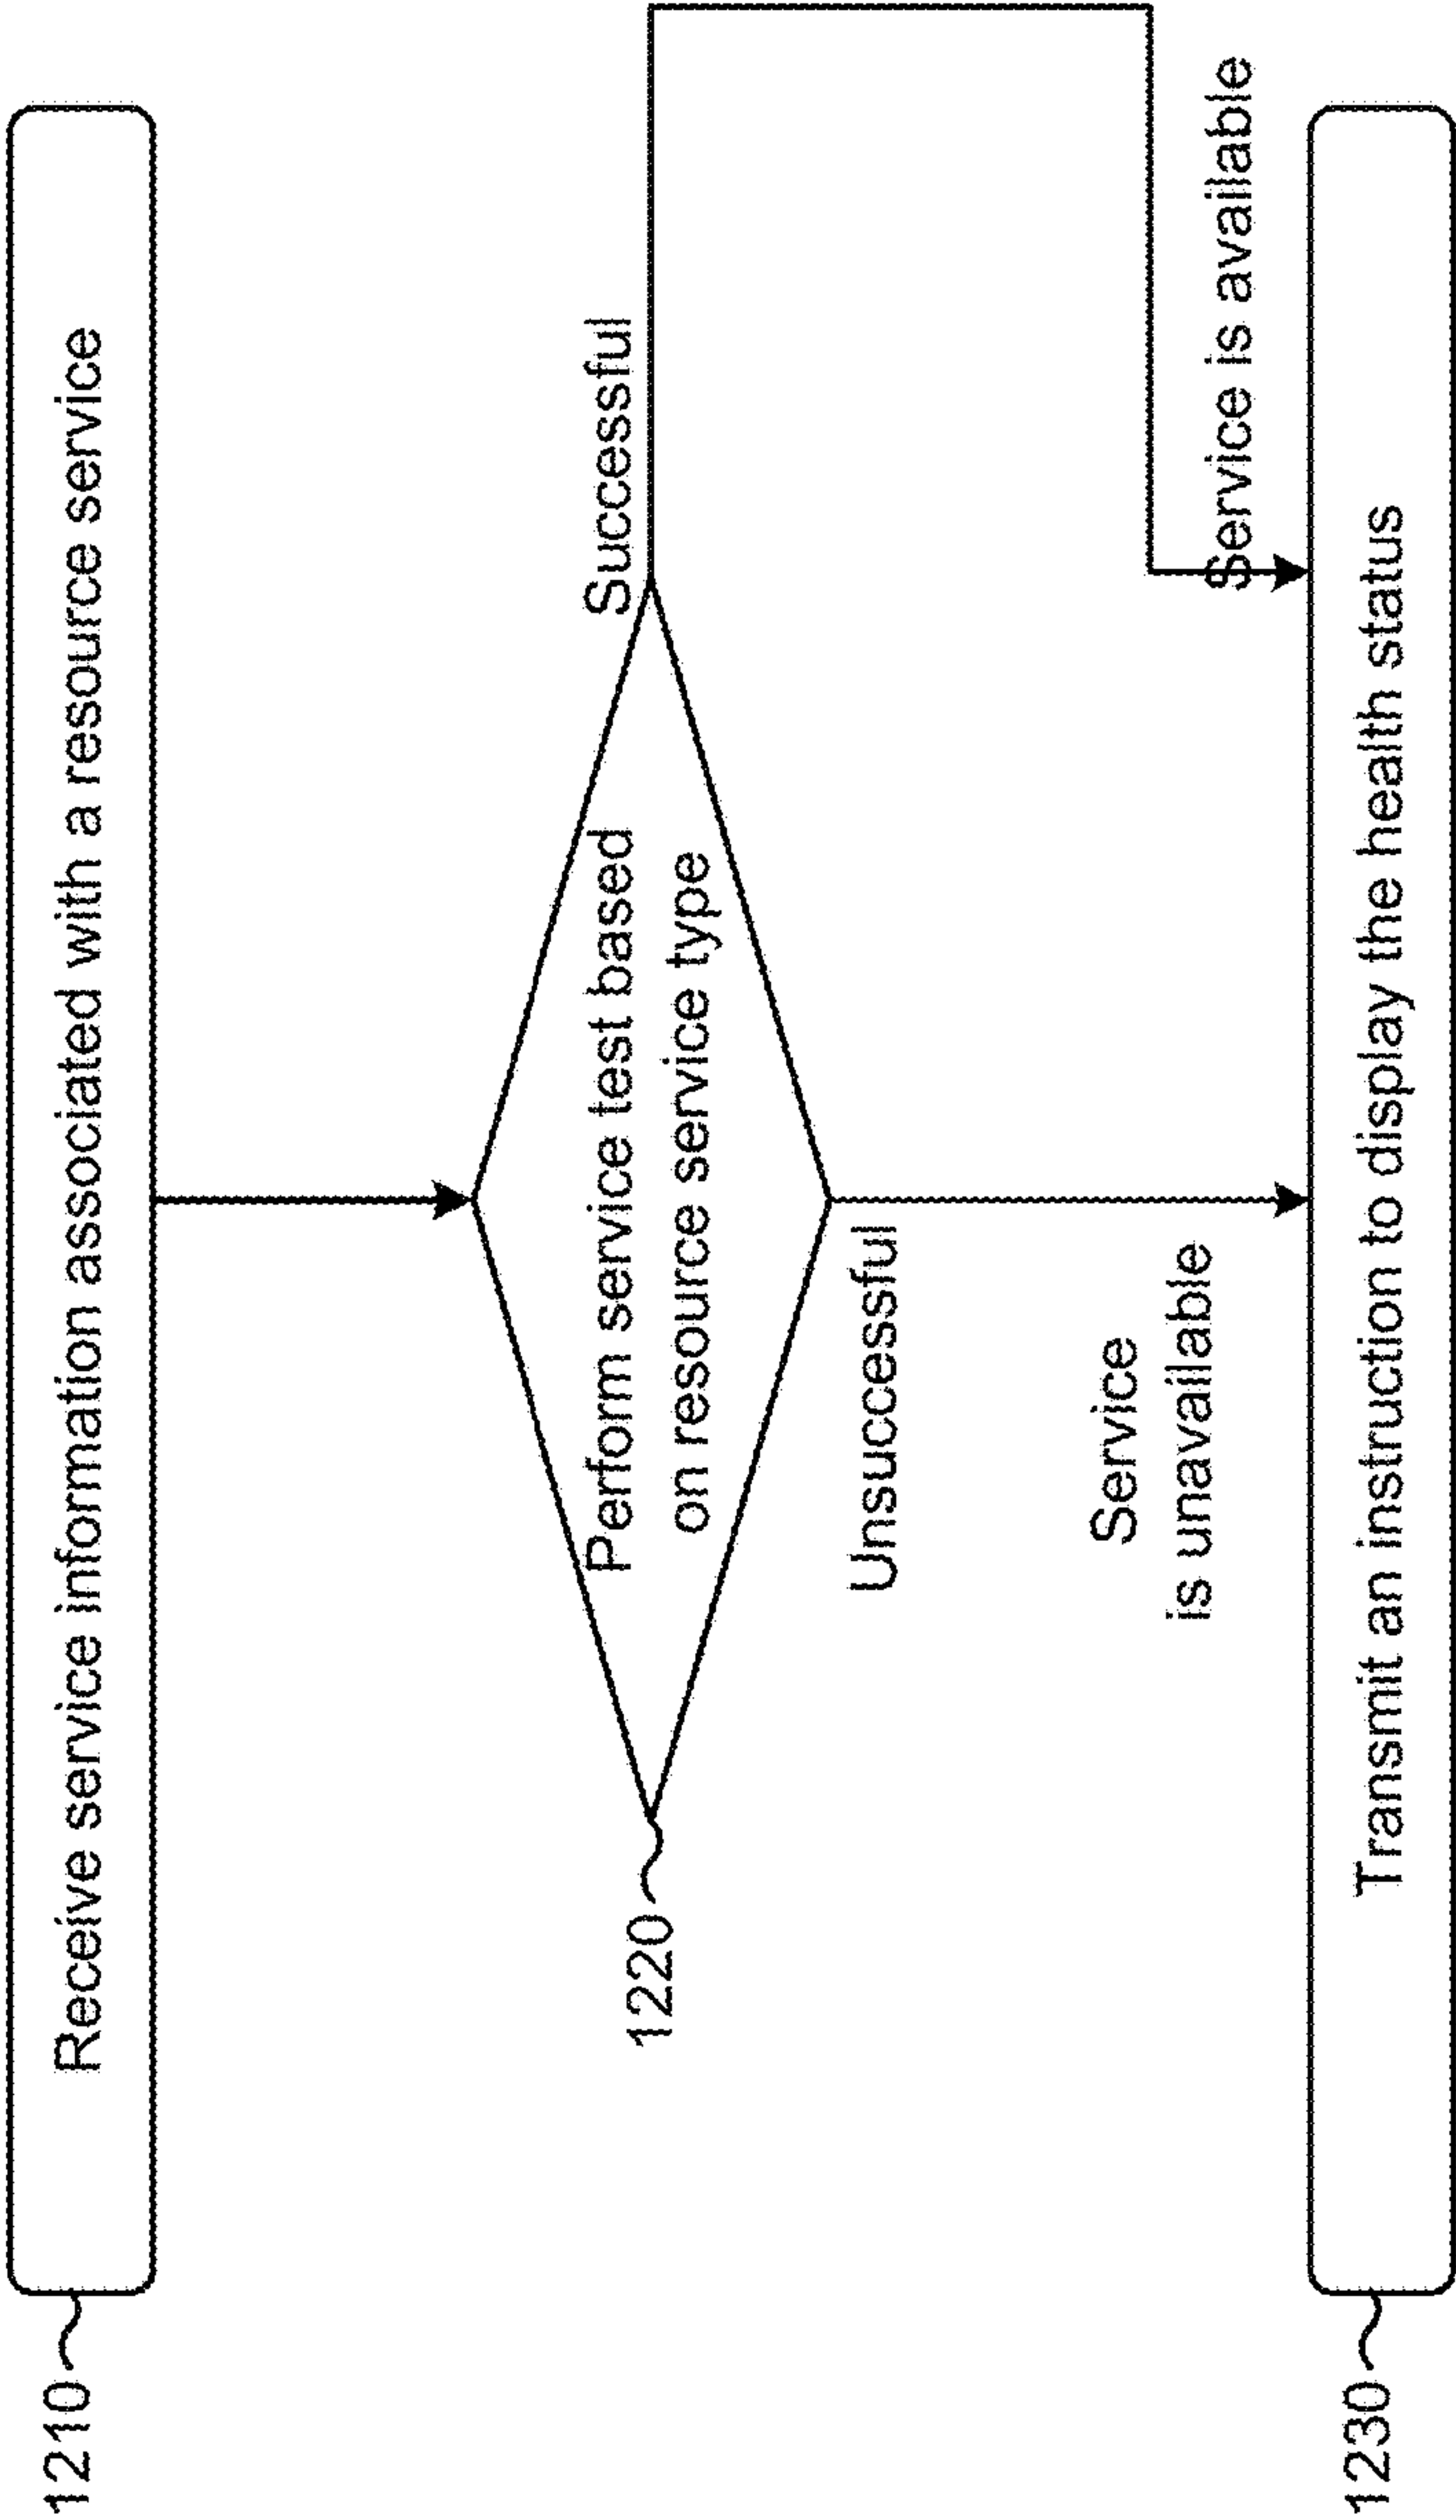 1210
Receive service information associated with a resource service
1220
Perform service test based
on resource service type
Successful
Unsuccessful
Service
is unavailable
Service is available
1230
Transmit an instruction to display the health status